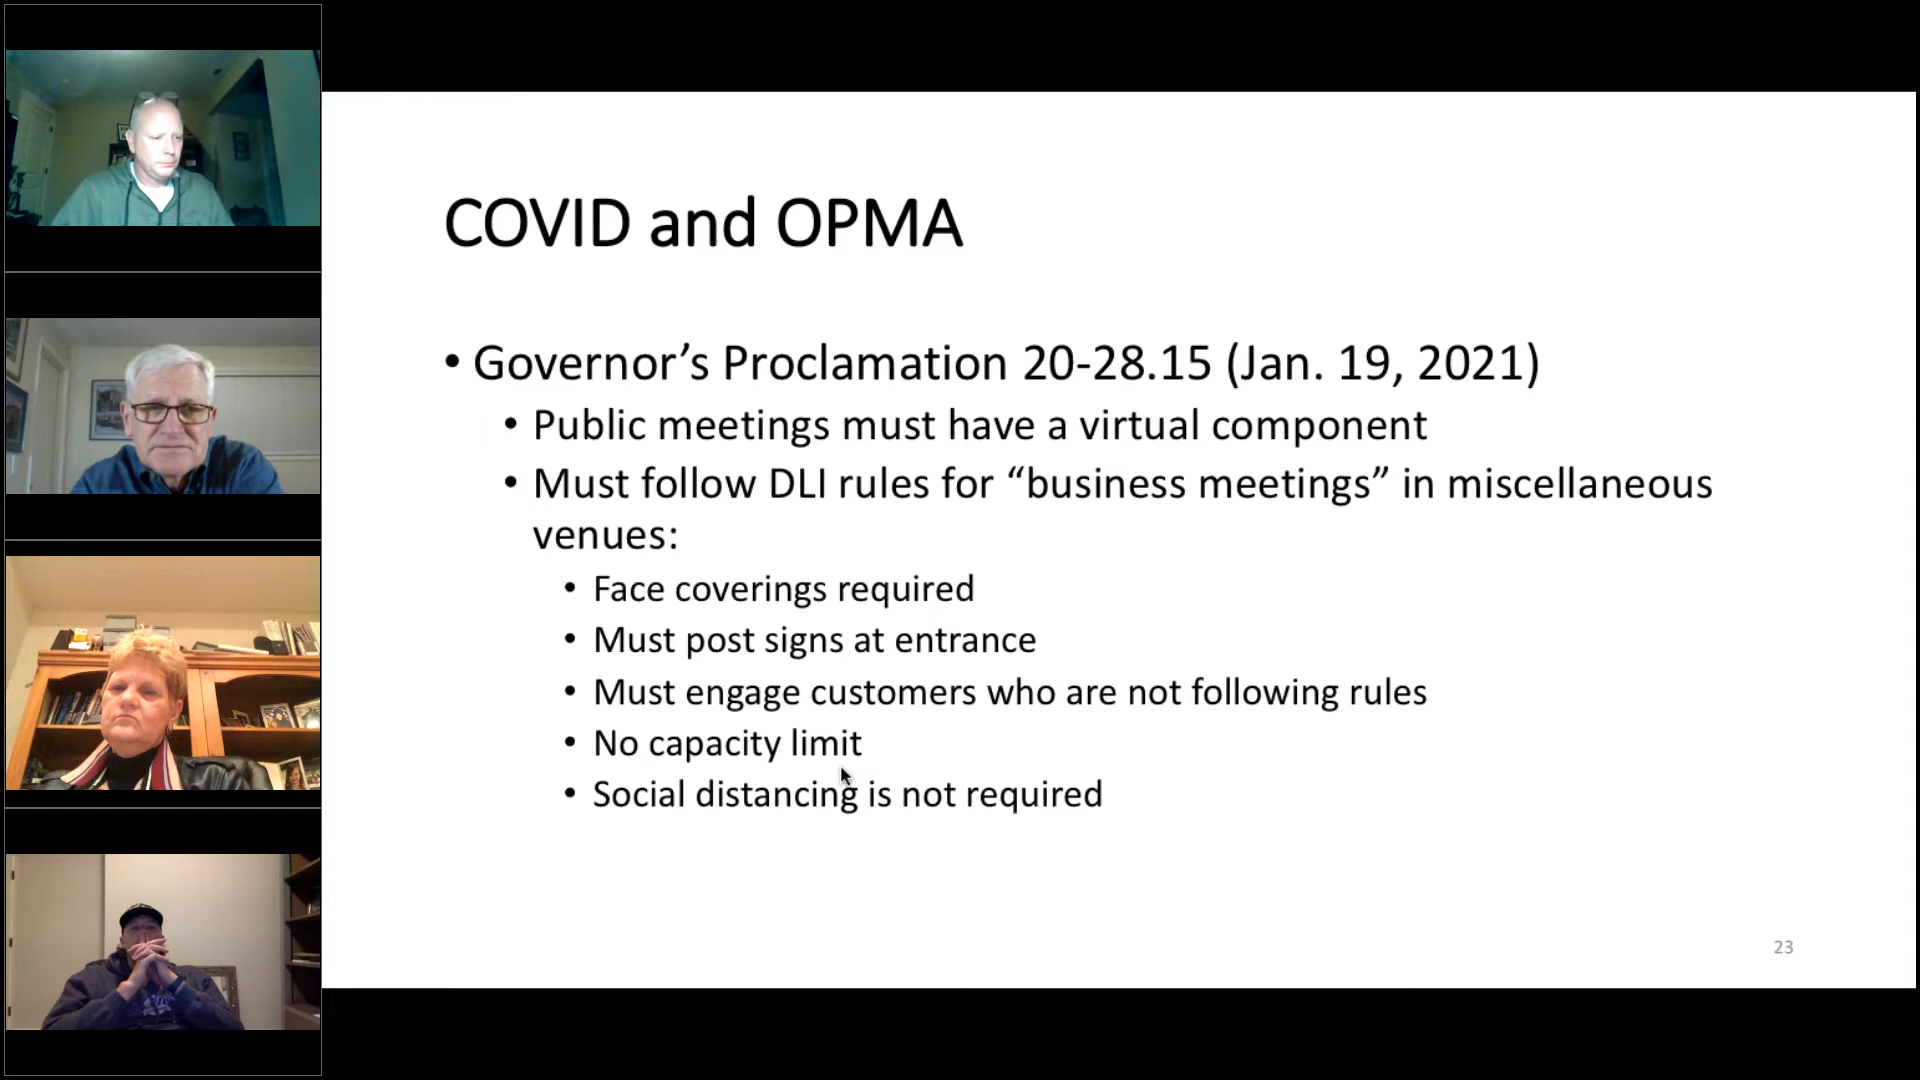 COVID and OPMA
• Governor’s Proclamation 20-28.15 (Jan. 19, 2021)
• Public meetings must have a virtual component
• Must follow DLI rules for “business meetings” in miscellaneous
venues:
• Face coverings required
• Must post signs at entrance
• Must engage customers who are not following rules
• No capacity limit
• Social distancing is not required
23